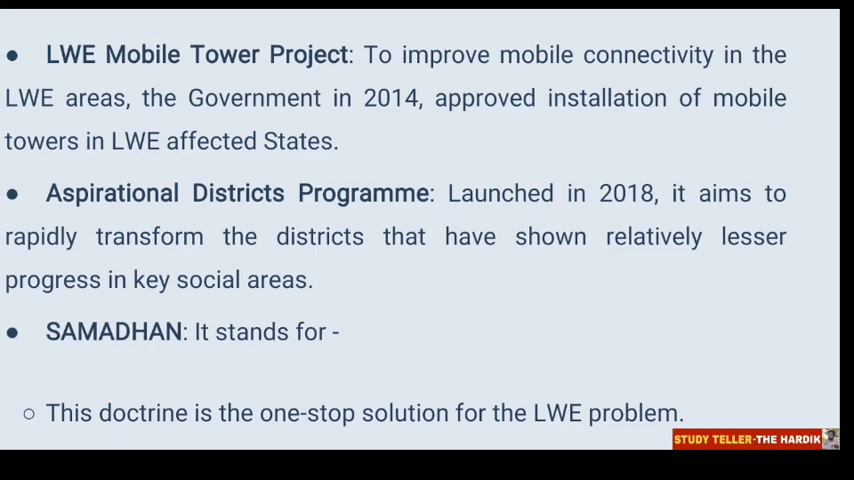 ● LWE Mobile Tower Project: To improve mobile connectivity in the
LWE areas, the Government in 2014, approved installation of mobile
towers in LWE affected States.
● Aspirational Districts Programme: Launched in 2018, it aims to
rapidly transform the districts that have shown relatively lesser
progress in key social areas.
● SAMADHAN: It stands for -
○ This doctrine is the one-stop solution for the LWE problem.
STUDY TELLER-THE HARDIK